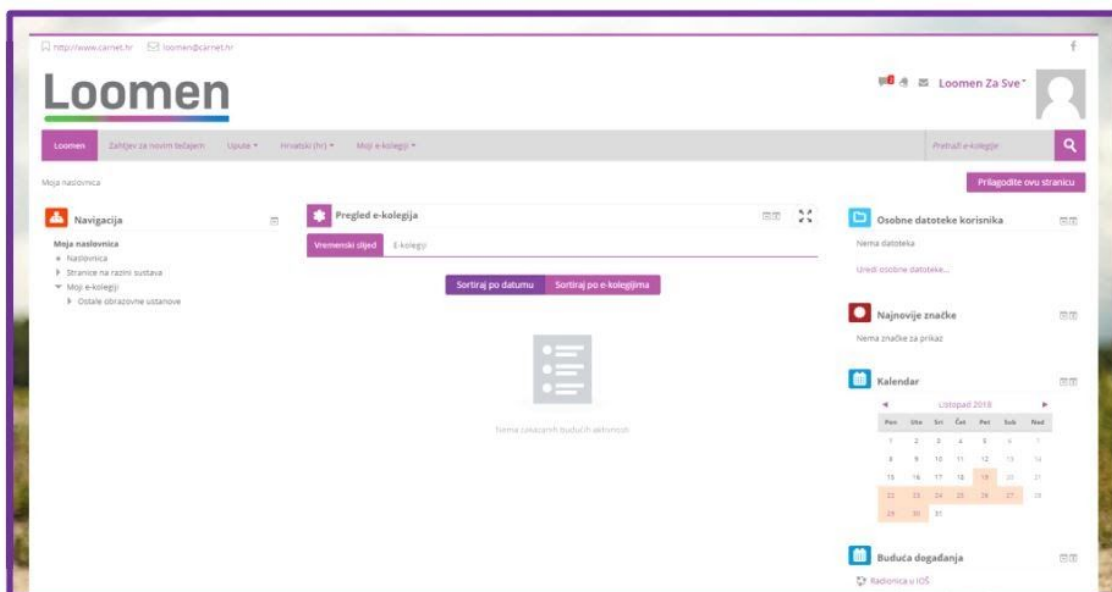 http://www.carnet.hr loomen@carnet.hr
Loomen
Loomen Za Sve
Loomen Zahtjev za novim tečajem Upute Hrvatski (hr) Moji e-kolegiji Pretraži e-kolegije
Moja naslovnica Prilagodite ovu stranicu
Navigacija
Moja naslovnica
Naslovnica
Stranice na razini sustava
Moji e-kolegiji
Ostale obrazovne ustanove
Pregled e-kolegija
Vremenski slijed E-kolegiji
Sortiraj po datumu Sortiraj po e-kolegijima
Nema zakazanih budućih aktivnosti
Osobne datoteke korisnika
Nema datoteka
Uredi osobne datoteke...
Najnovije značke
Nema značke za prikaz
Kalendar
Listopad 2018
Pon Uto Sri Čet Pet Sub Ned
1 2 3 4 5 6 7
8 9 10 11 12 13 14
15 16 17 18 19 20 21
22 23 24 25 26 27 28
29 30 31
Buduća događanja
Radionica u IOŠ